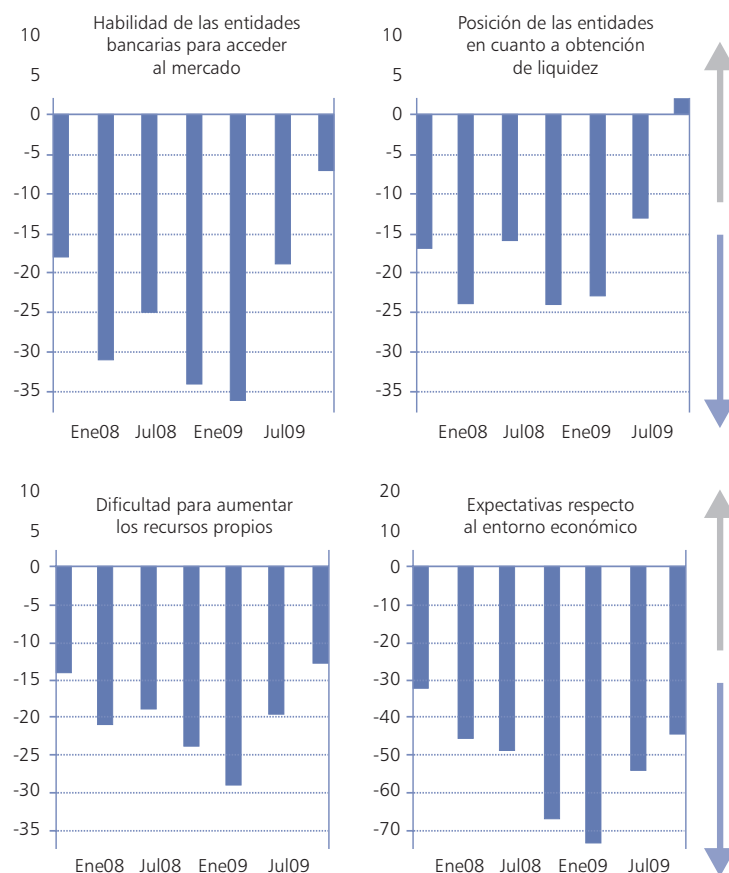 Habilidad de las entidades
bancarias para acceder
al mercado
10
5
0
-5
-10
-15
-20
-25
-30
-35
Ene08 Jul08 Ene09 Jul09
Posición de las entidades
en cuanto a obtención
de liquidez
10
5
0
-5
-10
-15
-20
-25
-30
-35
Ene08 Jul08 Ene09 Jul09
Dificultad para aumentar
los recursos propios
10
5
0
-5
-10
-15
-20
-25
-30
-35
Ene08 Jul08 Ene09 Jul09
Expectativas respecto
al entorno económico
20
10
0
-10
-20
-30
-40
-50
-60
-70
Ene08 Jul08 Ene09 Jul09